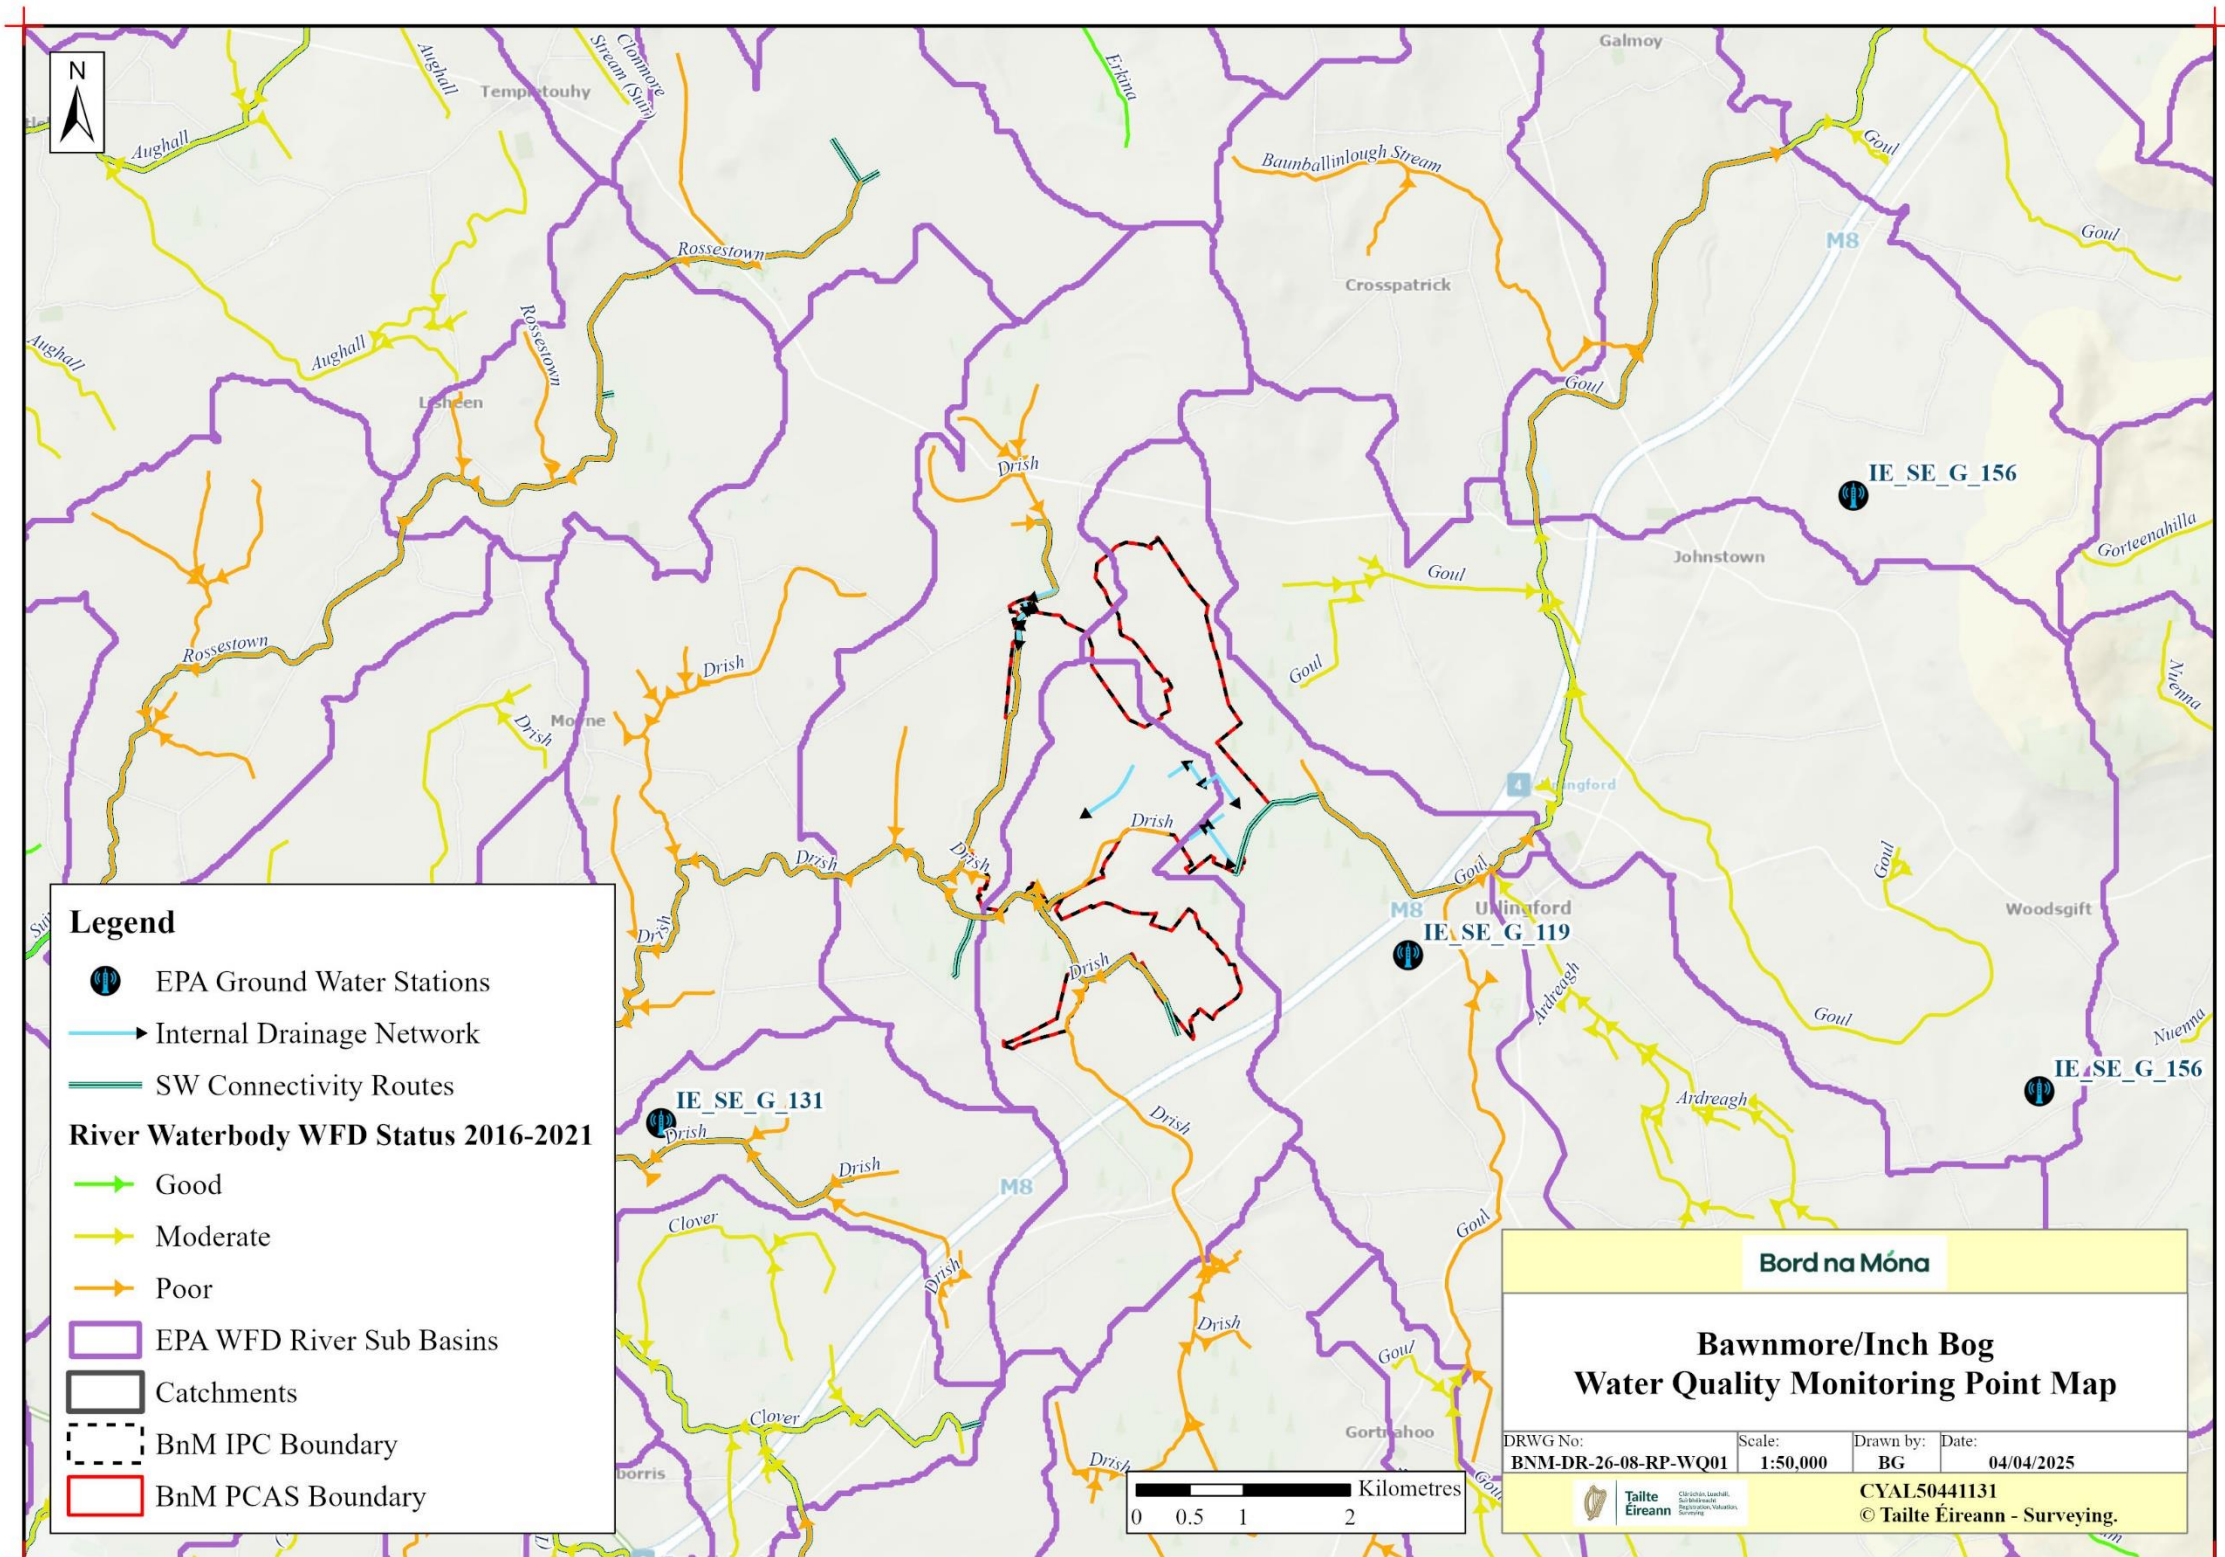 N
Galmoy
Aughall
Stream (Suir)
Clonmore
Templetouhy
Erkina
Aughall
Goul
Baunballinlough Stream
Rossestown
M8
Goul
Crosspatrick
Aughall
Aughall
Rossestown
Goul
Lisheen
Drish
IE_SE_G_156
Gorteenahilla
Johnstown
Goul
Rossestown
Drish
Goul
Nuenna
Drish
Moyne
4
Drish
Drish
Drish
Goul
Goul
M8
Urlingford
Woodsgift
IE_SE_G_119
Drish
Drish
Ardreagh
Goul
Nuenna
IE_SE_G_156
IE_SE_G_131
Ardreagh
Drish
Drish
Drish
M8
Clover
Goul
Drish
Drish
Goul
Clover
Gortnahoo
Drish
Legend
EPA Ground Water Stations
Internal Drainage Network
SW Connectivity Routes
River Waterbody WFD Status 2016-2021
Good
Moderate
Poor
EPA WFD River Sub Basins
Catchments
BnM IPC Boundary
BnM PCAS Boundary
Kilometres
0 0.5 1 2
Bord na Móna
Bawnmore/Inch Bog
Water Quality Monitoring Point Map
DRWG No: Scale: Drawn by: Date:
BNM-DR-26-08-RP-WQ01 1:50,000 BG 04/04/2025
Tailte
Éireann
CYAL50441131
© Tailte Éireann - Surveying.